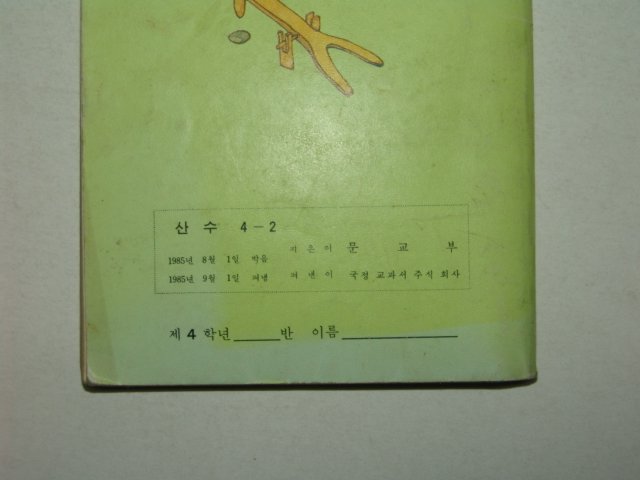 산 수 4-2
1985년 8월 1일 박음 지은이 문 교 부
1985년 9월 1일 펴냄 펴낸이 국정 교과서 주식 회사
제 4 학년 반 이름